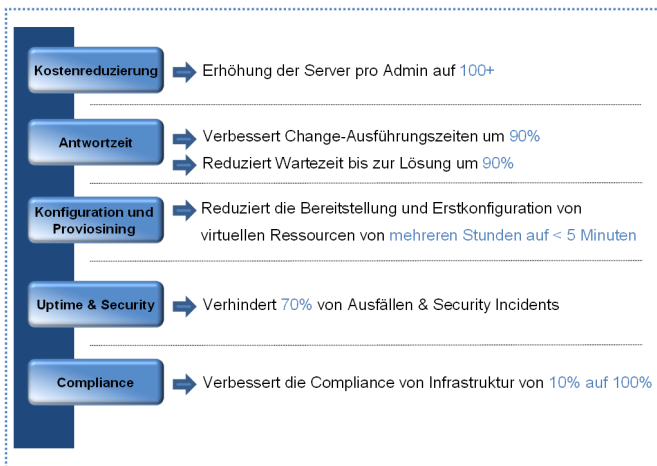 Kostenreduzierung
Erhöhung der Server pro Admin auf 100+
Antwortzeit
Verbessert Change-Ausführungszeiten um 90%
Reduziert Wartezeit bis zur Lösung um 90%
Konfiguration und
Proviosining
Reduziert die Bereitstellung und Erstkonfiguration von
virtuellen Ressourcen von mehreren Stunden auf < 5 Minuten
Uptime & Security
Verhindert 70% von Ausfällen & Security Incidents
Compliance
Verbessert die Compliance von Infrastruktur von 10% auf 100%